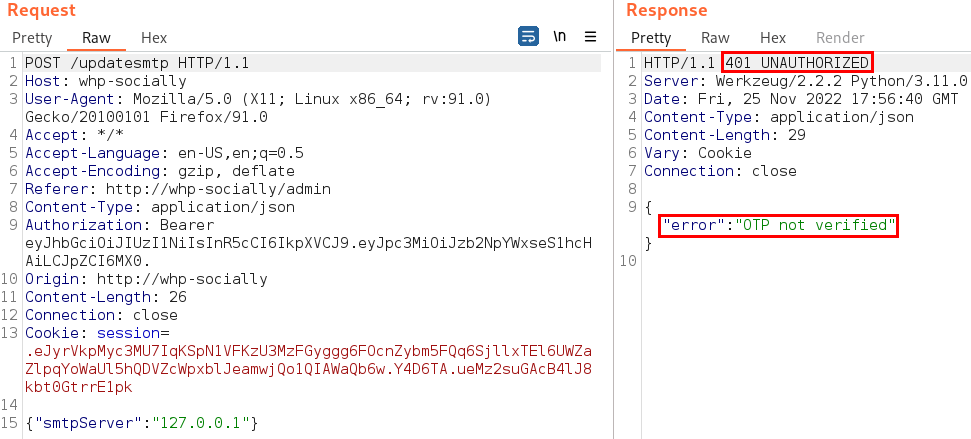 Request
Pretty Raw Hex \n
1 POST /updatesmtp HTTP/1.1
2 Host: whp-socially
3 User-Agent: Mozilla/5.0 (X11; Linux x86_64; rv:91.0)
Gecko/20100101 Firefox/91.0
4 Accept: */*
5 Accept-Language: en-US,en;q=0.5
6 Accept-Encoding: gzip, deflate
7 Referer: http://whp-socially/admin
8 Content-Type: application/json
9 Authorization: Bearer
eyJhbGciOiJIUzI1NiIsInR5cCI6IkpXVCJ9.eyJpc3MiOiJzb2NpYWxseS1hcH
AiLCJpZCI6MX0.
10 Origin: http://whp-socially
11 Content-Length: 26
12 Connection: close
13 Cookie: session=
.eJyrVkpMyc3MU7IqKSpN1VFKzU3MzFGyggg6FOcnZybm5FQq6SjllxTEl6UWZa
ZlpqYoWaUl5hQDVZcWpxblJeamwjQo1QIAWaQb6w.Y4D6TA.ueMz2suGAcB4lJ8
kbt0GtrrE1pk
14
15 {"smtpServer":"127.0.0.1"}
Response
Pretty Raw Hex Render
1 HTTP/1.1 401 UNAUTHORIZED
2 Server: Werkzeug/2.2.2 Python/3.11.0
3 Date: Fri, 25 Nov 2022 17:56:40 GMT
4 Content-Type: application/json
5 Content-Length: 29
6 Vary: Cookie
7 Connection: close
8
9 {
"error":"OTP not verified"
}
10